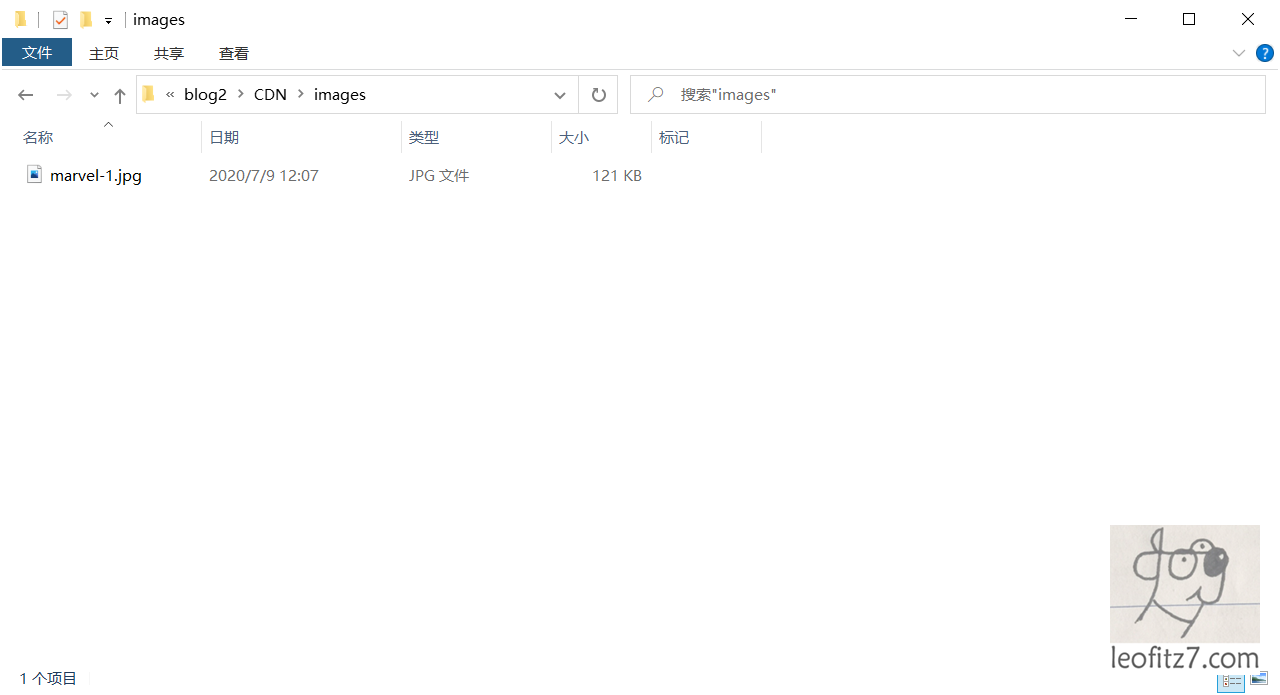 images
文件 主页 共享 查看 ?
« blog2 > CDN > images 搜索"images"
名称 日期 类型 大小 标记
marvel-1.jpg 2020/7/9 12:07 JPG 文件 121 KB
dog
leofitz7.com
1 个项目